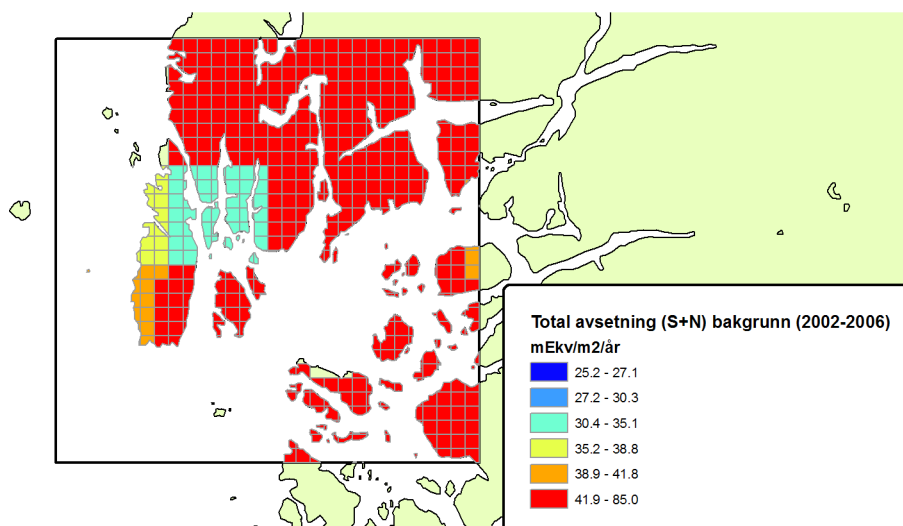 Total avsetning (S+N) bakgrunn (2002-2006)
mEkv/m2/år
25.2 - 27.1
27.2 - 30.3
30.4 - 35.1
35.2 - 38.8
38.9 - 41.8
41.9 - 85.0